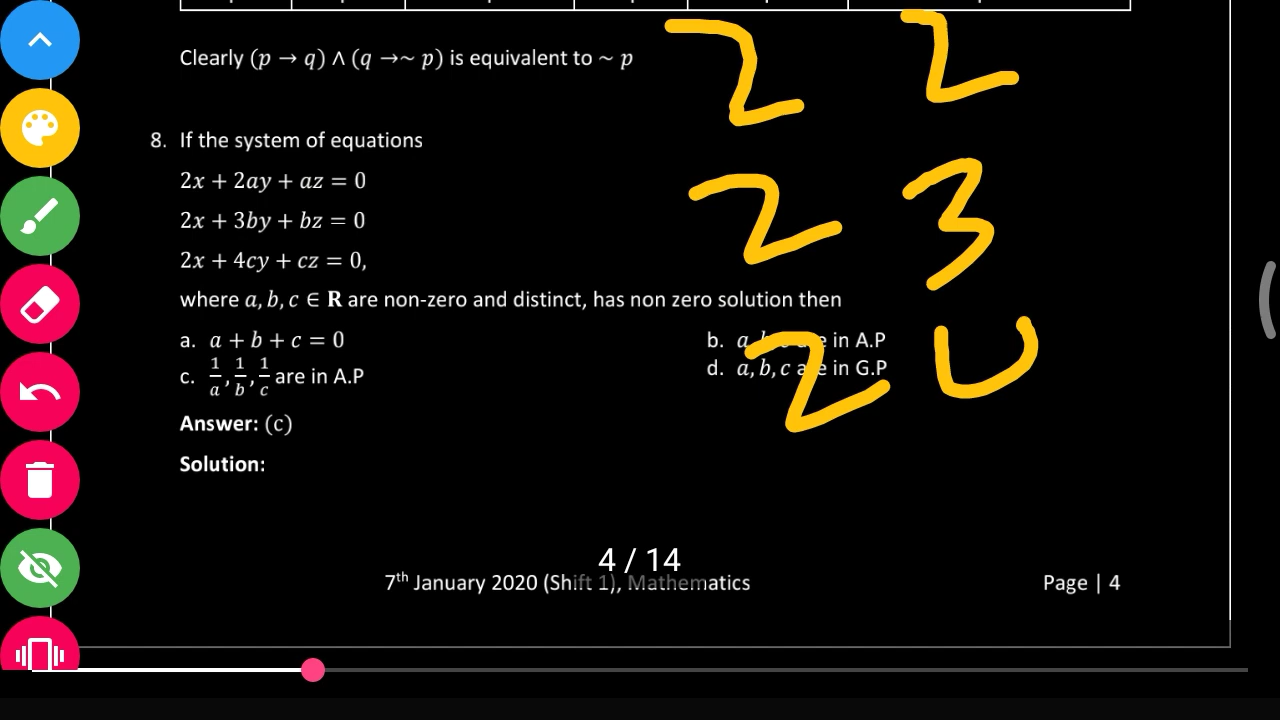 Clearly (p → q) ∧ (q →~ p) is equivalent to ~ p
2 2
8. If the system of equations
2x + 2ay + az = 0
2x + 3by + bz = 0
2 3
2x + 4cy + cz = 0,
where a, b, c ∈ R are non-zero and distinct, has non zero solution then
a. a + b + c = 0
b. a, b, c are in A.P
c. 1/a, 1/b, 1/c are in A.P
d. a, b, c are in G.P
2
Answer: (c)
Solution:
4 / 14
7th January 2020 (Shift 1), Mathematics
Page | 4